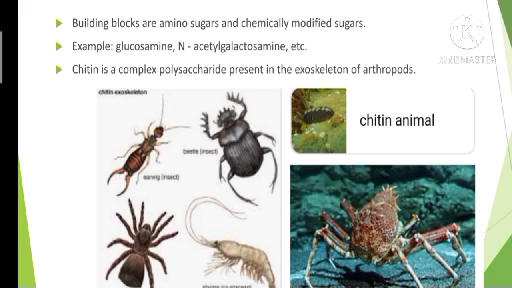 Building blocks are amino sugars and chemically modified sugars.
Example: glucosamine, N - acetylgalactosamine, etc.
Chitin is a complex polysaccharide present in the exoskeleton of arthropods.
chitin exoskeleton
chitin animal
beetle (insect)
earwig (insect)